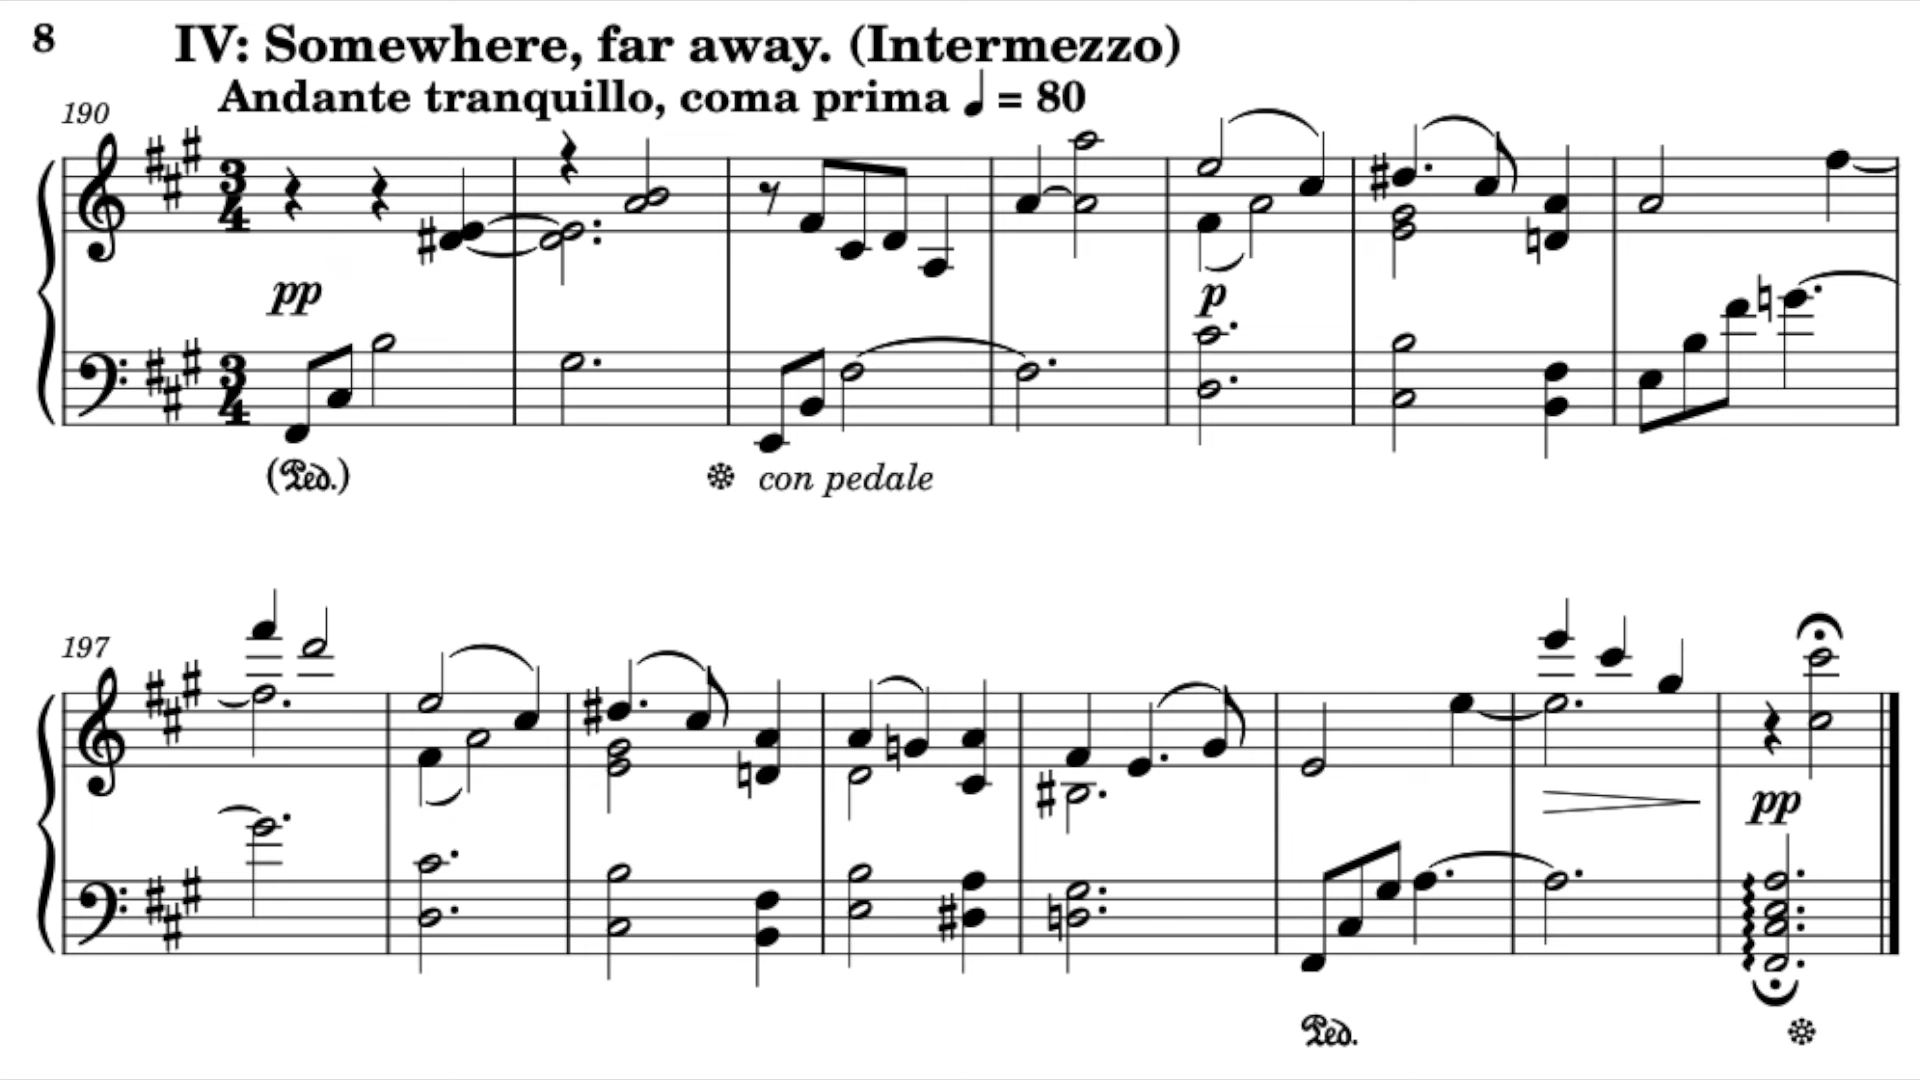 8
IV: Somewhere, far away. (Intermezzo)
Andante tranquillo, coma prima ♩ = 80
190
3
4
pp
p
3
4
(Ped.)
con pedale
197
pp
Ped.